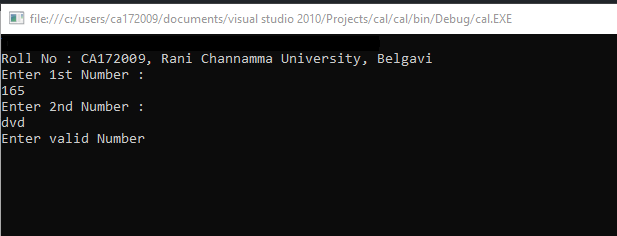 file:///c:/users/ca172009/documents/visual studio 2010/Projects/cal/cal/bin/Debug/cal.EXE
Roll No : CA172009, Rani Channamma University, Belgavi
Enter 1st Number :
165
Enter 2nd Number :
dvd
Enter valid Number